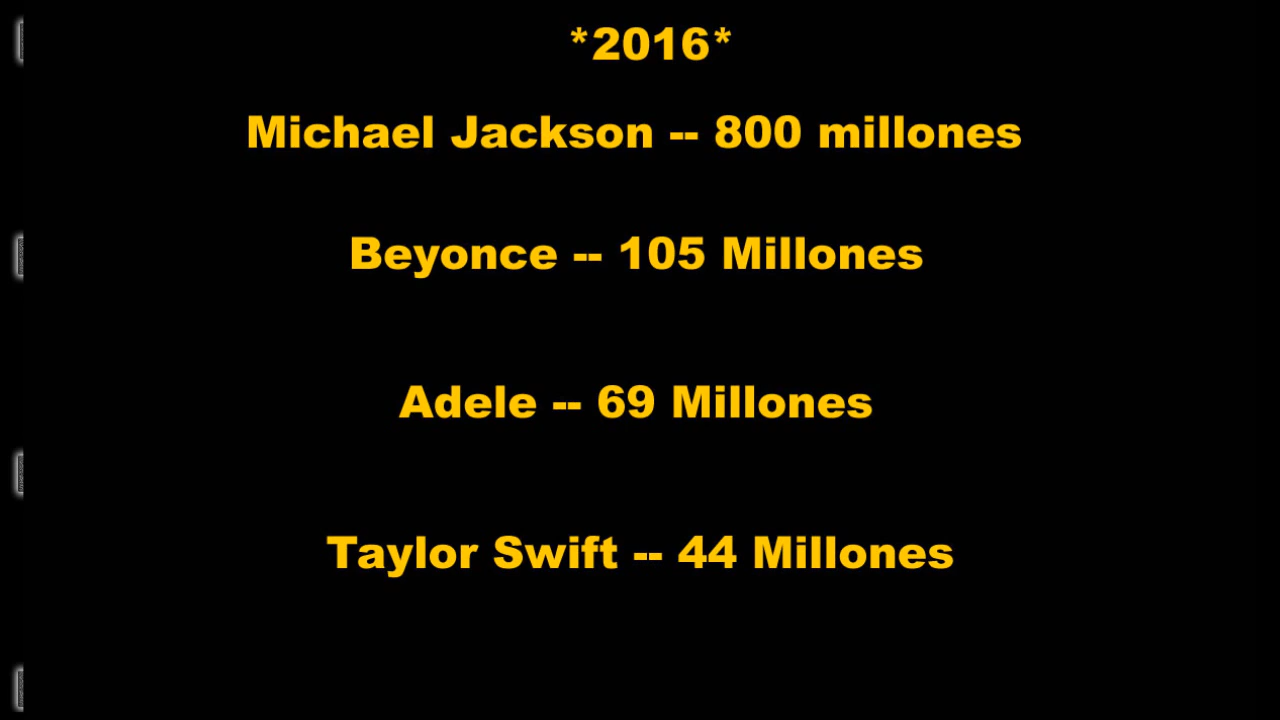 *2016*
Michael Jackson -- 800 millones
Beyonce -- 105 Millones
Adele -- 69 Millones
Taylor Swift -- 44 Millones